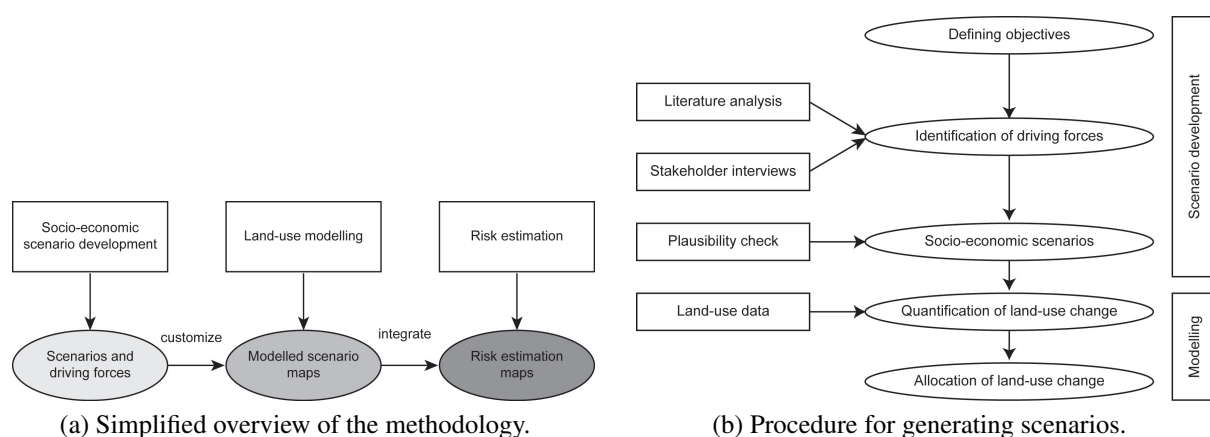 Socio-economic
scenario development
Land-use modelling
Risk estimation
customize
integrate
Scenarios and
driving forces
Modelled scenario
maps
Risk estimation
maps
(a) Simplified overview of the methodology.
Defining objectives
Literature analysis
Identification of driving forces
Stakeholder interviews
Plausibility check
Socio-economic scenarios
Land-use data
Quantification of land-use change
Allocation of land-use change
Scenario development
Modelling
(b) Procedure for generating scenarios.